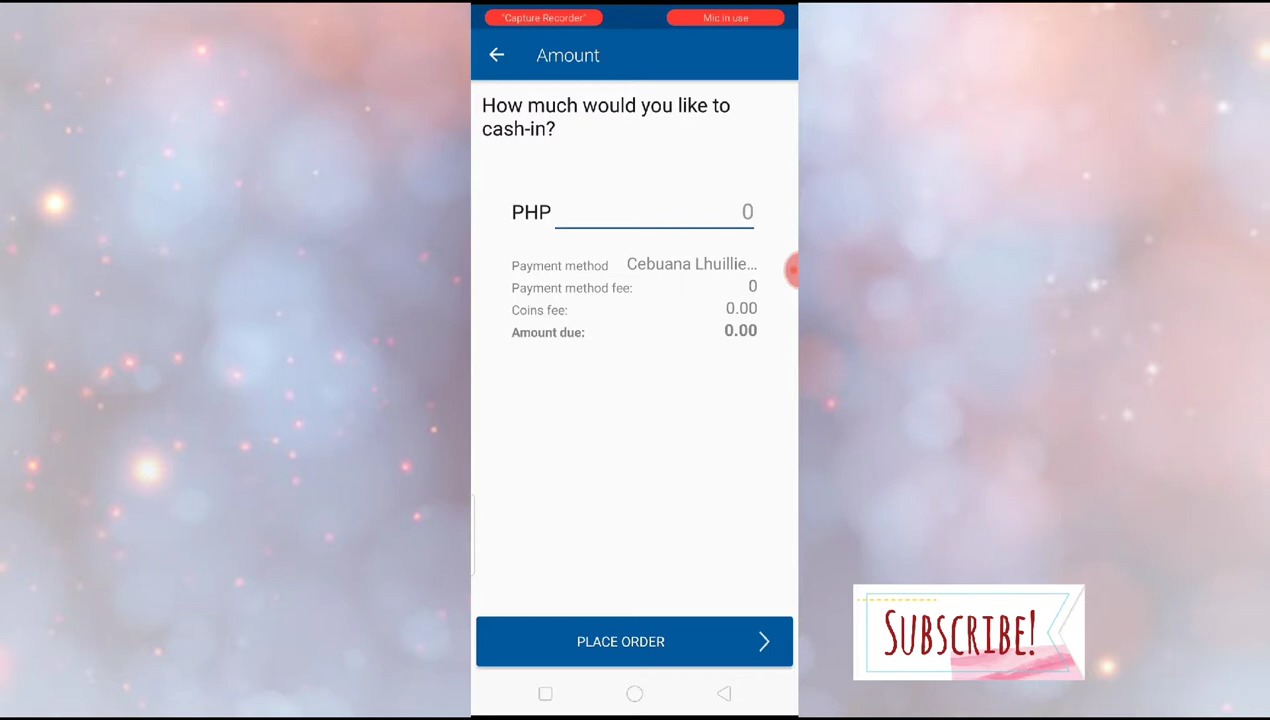 "Capture Recorder"
Mic in use
Amount
How much would you like to
cash-in?
PHP 0
Payment method Cebuana Lhuillie...
Payment method fee: 0
Coins fee: 0.00
Amount due: 0.00
PLACE ORDER
SUBSCRIBE!